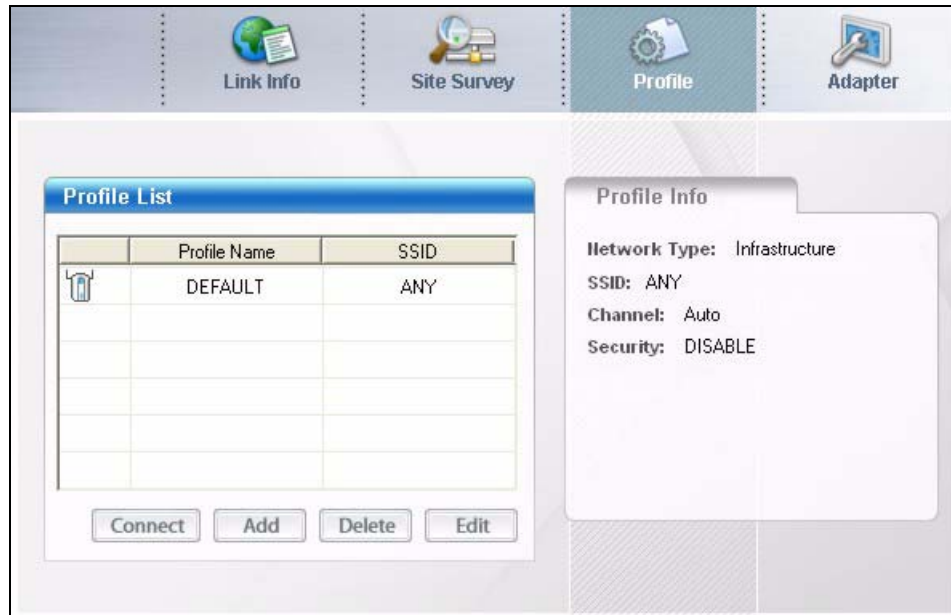 Link Info
Site Survey
Profile
Adapter
Profile List
Profile Name SSID
DEFAULT ANY
Connect Add Delete Edit
Profile Info
Network Type: Infrastructure
SSID: ANY
Channel: Auto
Security: DISABLE